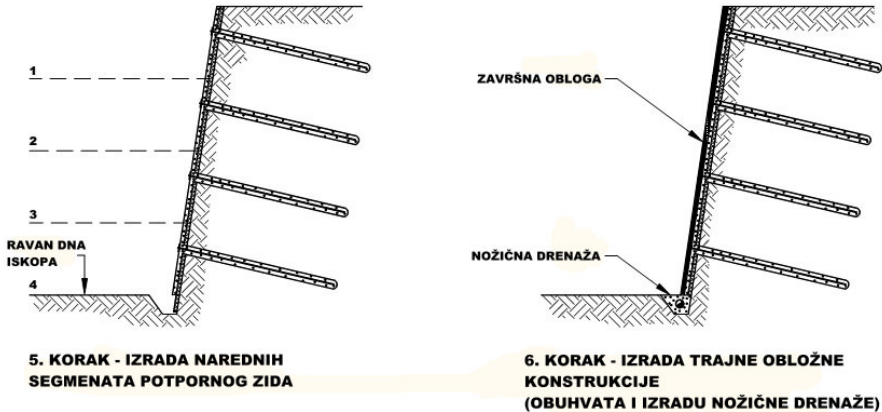 1
2
3
RAVAN DNA
ISKOPA
4
5. KORAK - IZRADA NAREDNIH
SEGMENATA POTPORNOG ZIDA
ZAVRŠNA OBLOGA
NOŽIČNA DRENAŽA
6. KORAK - IZRADA TRAJNE OBLOŽNE
KONSTRUKCIJE
(OBUHVATA I IZRADU NOŽIČNE DRENAŽE)